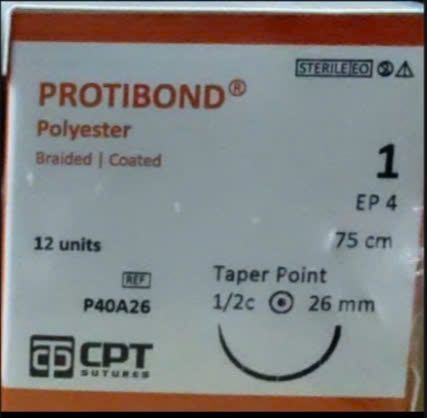 STERILE EO
PROTIBOND®
Polyester
Braided | Coated
1
EP 4
75 cm
12 units
REF
P40A26
Taper Point
1/2c 26 mm
CPT
SUTURES